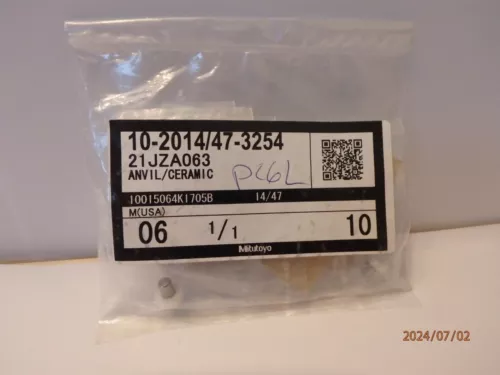 10-2014/47-3254
21JZA063
ANVIL/CERAMIC
PC6L
10015064K1705B 14/47
M(USA)
06 1/1 10
Mitutoyo
2024/07/02